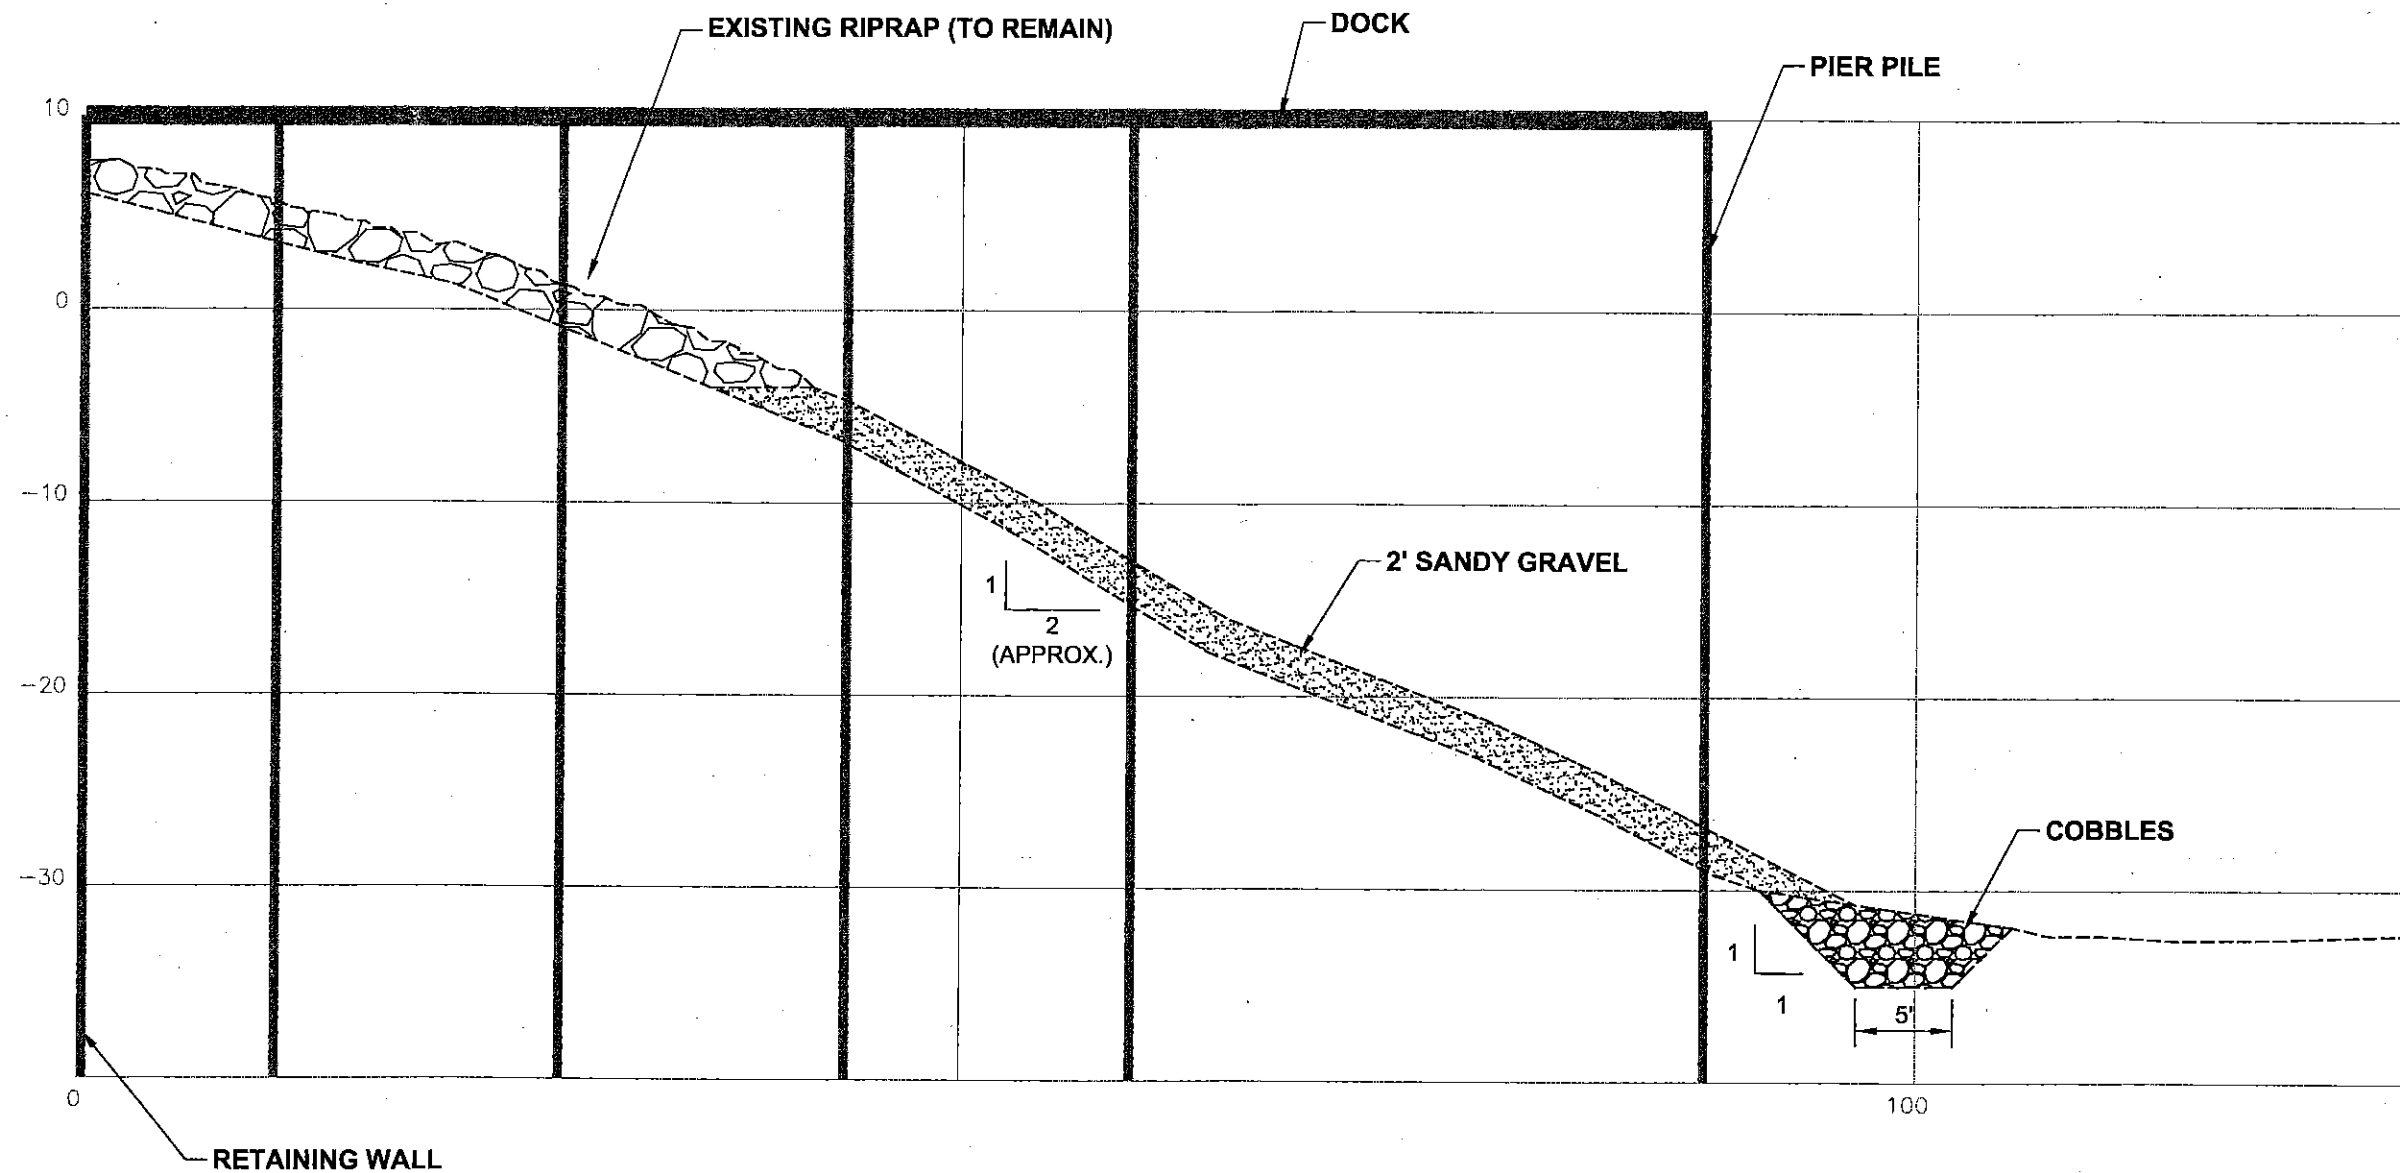 EXISTING RIPRAP (TO REMAIN)
DOCK
PIER PILE
10
0
-10
2' SANDY GRAVEL
1
2
(APPROX.)
-20
COBBLES
-30
1
1
5'
0
100
RETAINING WALL